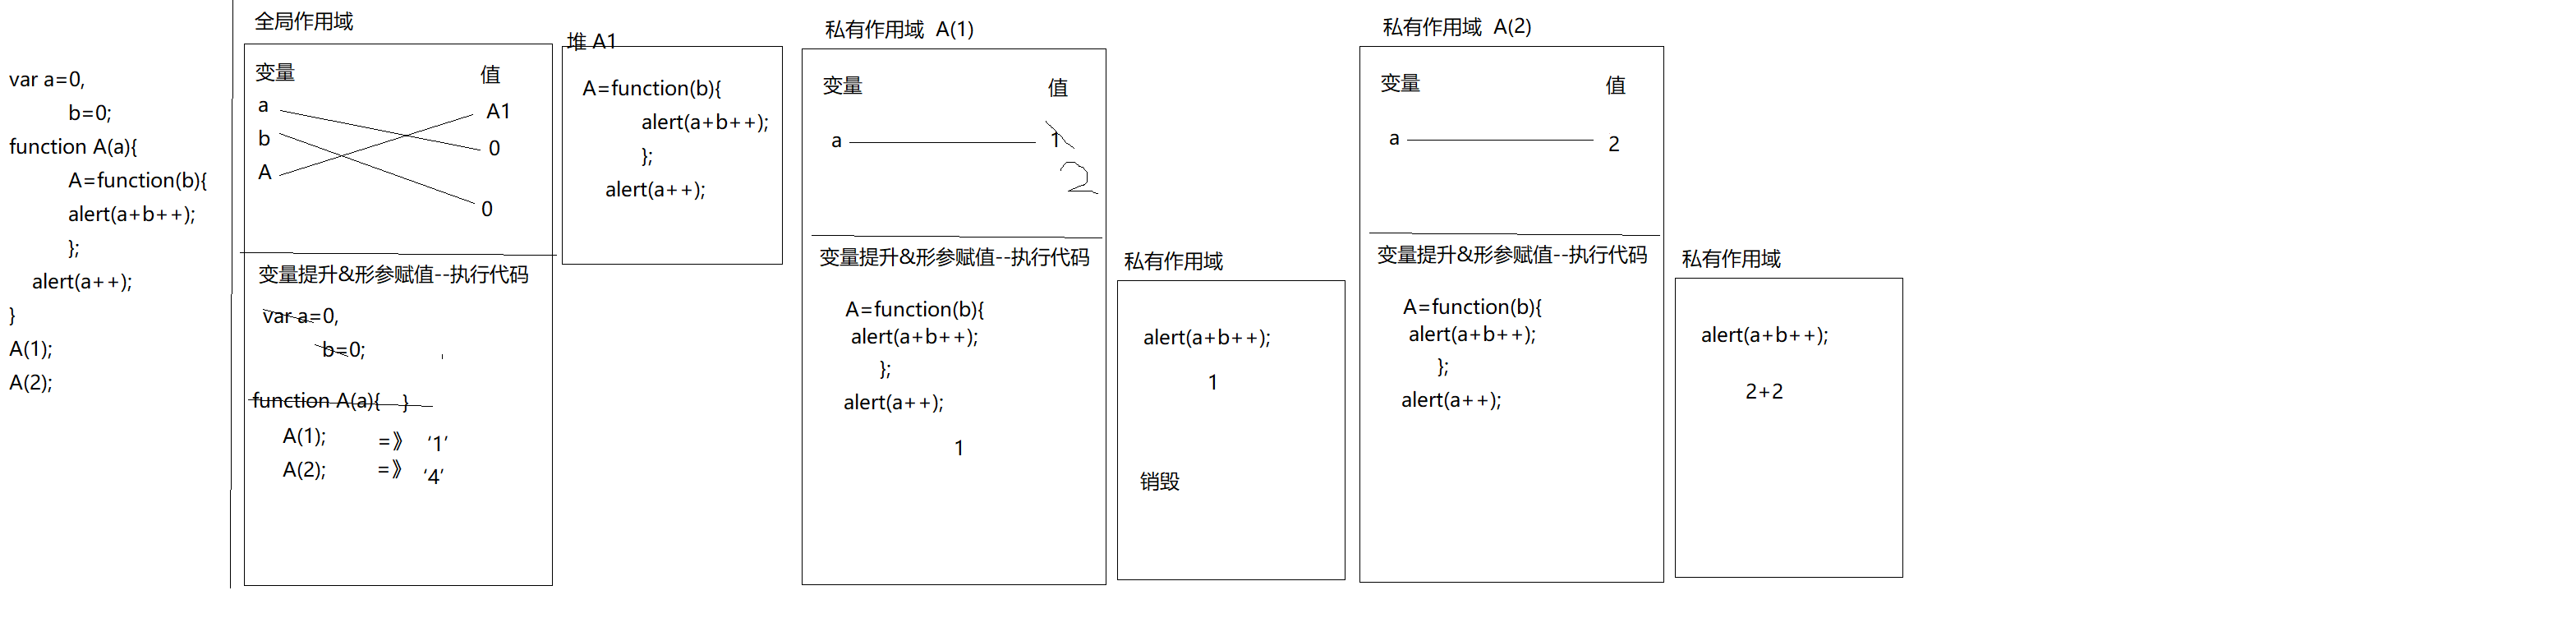 var a=0,
b=0;
function A(a){
A=function(b){
alert(a+b++);
};
alert(a++);
}
A(1);
A(2);
全局作用域
变量 值
a A1
b 0
A
0
变量提升&形参赋值--执行代码
var a=0,
b=0;
function A(a){ }
A(1); =》 ‘1’
A(2); =》 ‘4’
堆 A1
A=function(b){
alert(a+b++);
};
alert(a++);
私有作用域 A(1)
变量 值
a 1
2
变量提升&形参赋值--执行代码
A=function(b){
alert(a+b++);
};
alert(a++);
1
私有作用域
alert(a+b++);
1
销毁
私有作用域 A(2)
变量 值
a 2
变量提升&形参赋值--执行代码
A=function(b){
alert(a+b++);
};
alert(a++);
私有作用域
alert(a+b++);
2+2